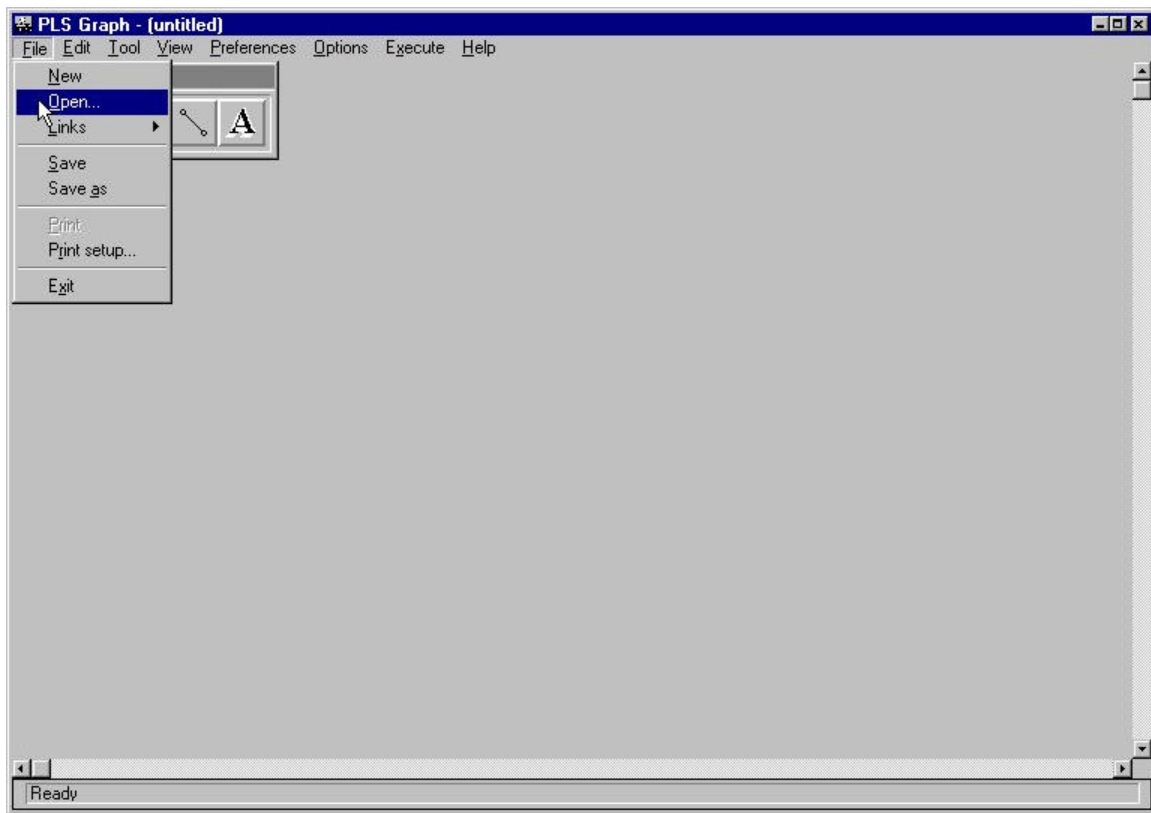 PLS Graph - (untitled)
File Edit Tool View Preferences Options Execute Help
New
Open...
Links
A
Save
Save as
Print
Print setup...
Exit
Ready